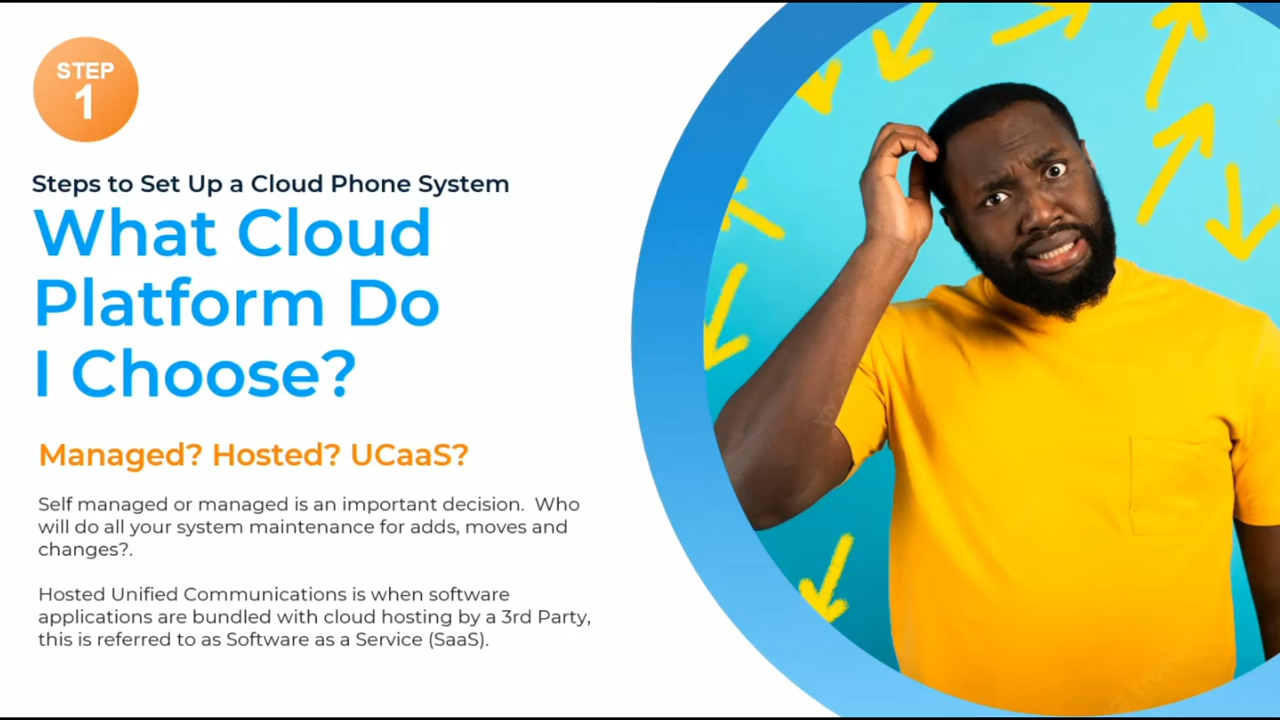 STEP
1
Steps to Set Up a Cloud Phone System
What Cloud
Platform Do
I Choose?
Managed? Hosted? UCaaS?
Self managed or managed is an important decision.  Who
will do all your system maintenance for adds, moves and
changes?.
Hosted Unified Communications is when software
applications are bundled with cloud hosting by a 3rd Party,
this is referred to as Software as a Service (SaaS).